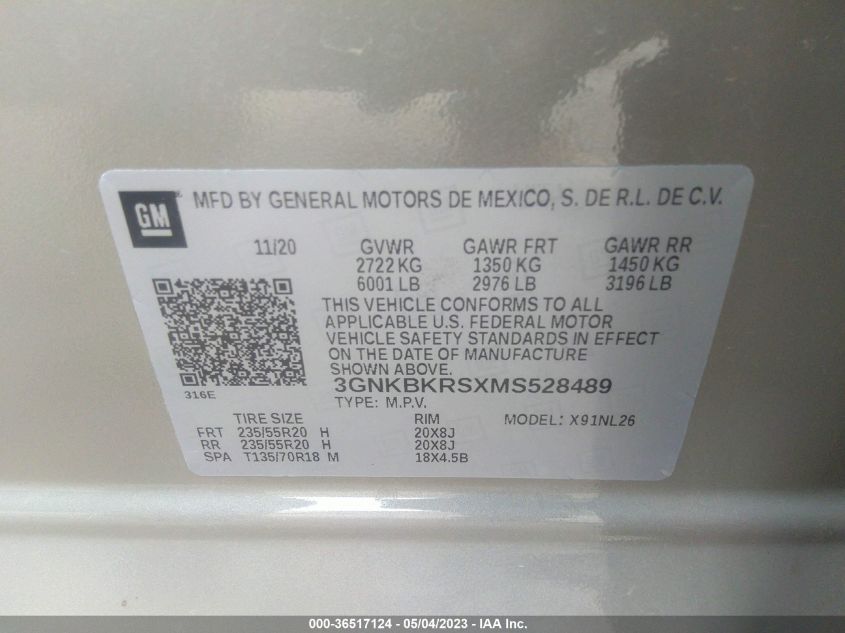 GM MFD BY GENERAL MOTORS DE MEXICO, S. DE R.L. DE C.V.
11/20 GVWR GAWR FRT GAWR RR
2722 KG 1350 KG 1450 KG
6001 LB 2976 LB 3196 LB
THIS VEHICLE CONFORMS TO ALL
APPLICABLE U.S. FEDERAL MOTOR
VEHICLE SAFETY STANDARDS IN EFFECT
ON THE DATE OF MANUFACTURE
SHOWN ABOVE.
3GNKBKRSXMS528489
316E
TYPE: M.P.V. MODEL: X91NL26
TIRE SIZE RIM
FRT 235/55R20 H 20X8J
RR 235/55R20 H 20X8J
SPA T135/70R18 M 18X4.5B
000-36517124 - 05/04/2023 - IAA Inc.